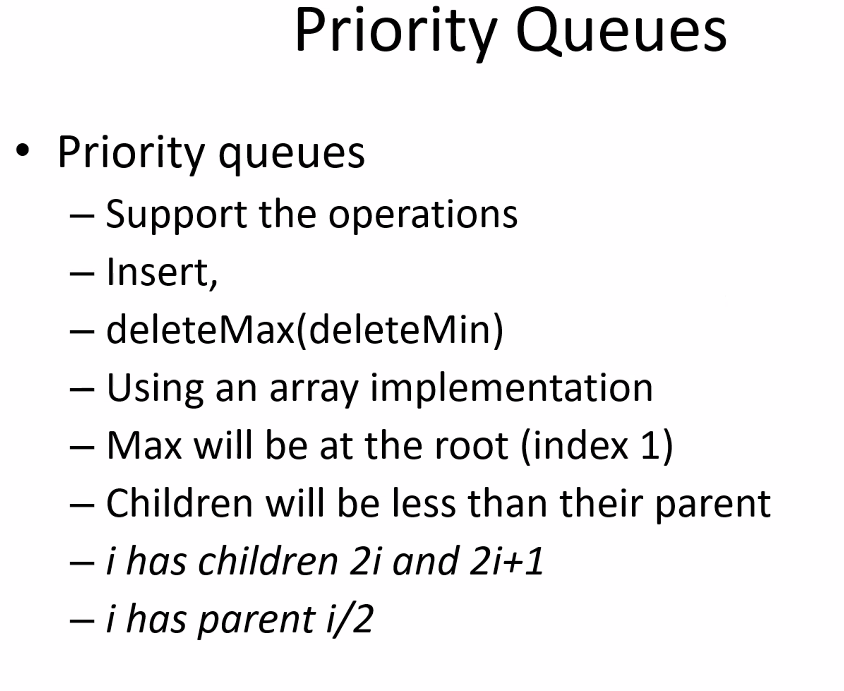 Priority Queues
• Priority queues
– Support the operations
– Insert,
– deleteMax(deleteMin)
– Using an array implementation
– Max will be at the root (index 1)
– Children will be less than their parent
– i has children 2i and 2i+1
– i has parent i/2